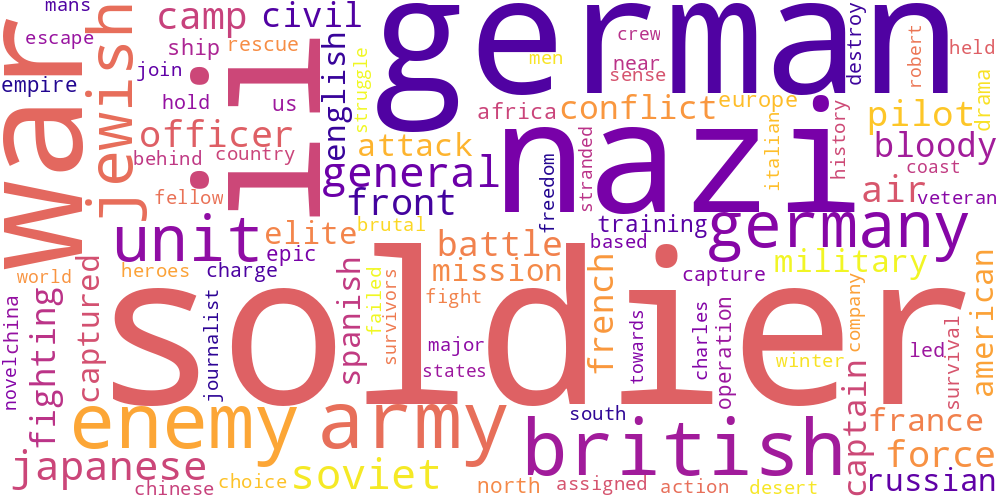 mans
camp
civil
german
escape
ship
rescue
crew
held
war
jewish
ii
english
struggle
men
near
sense
destroy
robert
drama
empire
join
hold
us
africa
conflict
europe
pilot
officer
attack
nazi
italian
history
bloody
behind
country
general
freedom
stranded
coast
air
veteran
fellow
front
unit
elite
brutal
training
germany
epic
battle
based
world
heroes
charge
mission
capture
military
captured
spanish
failed
survivors
fight
french
american
soldier
novel
china
fighting
journalist
major
states
towards
charles
operation
winter
company
led
survival
enemy
army
south
british
captain
france
force
japanese
chinese
choice
soviet
north
assigned
action
desert
russian